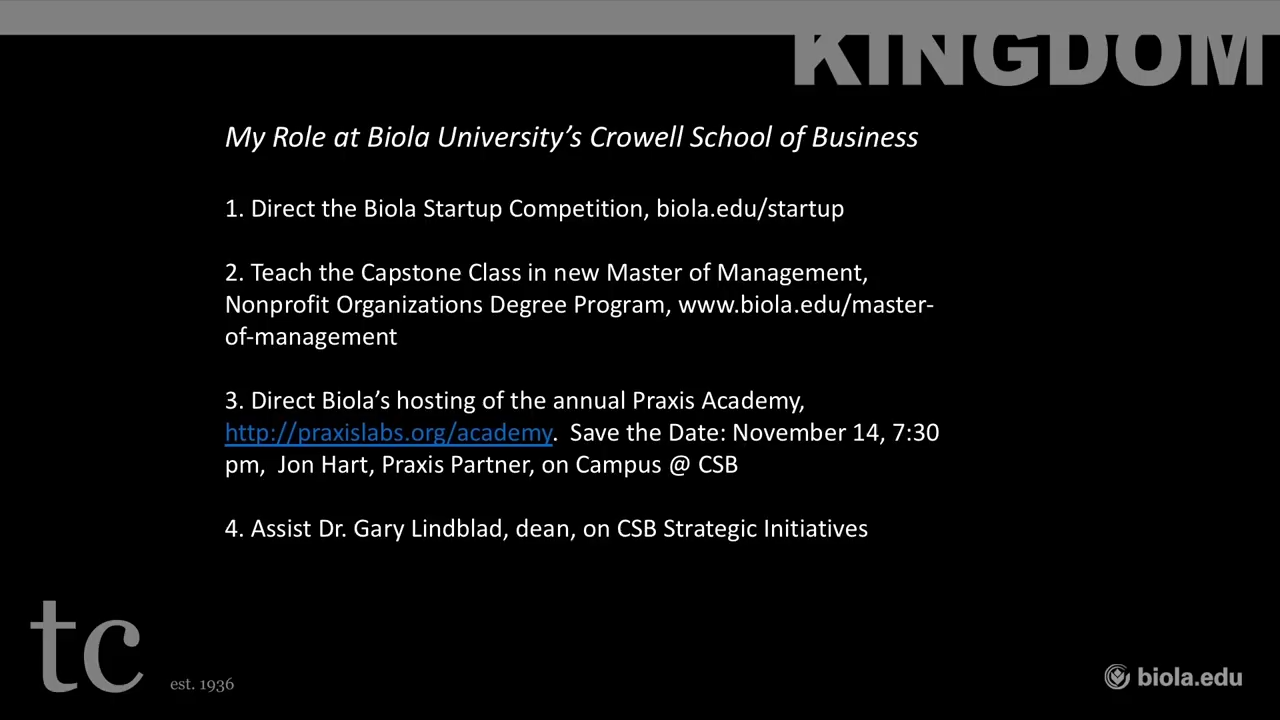 KINGDOM
My Role at Biola University’s Crowell School of Business
1. Direct the Biola Startup Competition, biola.edu/startup
2. Teach the Capstone Class in new Master of Management,
Nonprofit Organizations Degree Program, www.biola.edu/master-
of-management
3. Direct Biola’s hosting of the annual Praxis Academy,
http://praxislabs.org/academy.  Save the Date: November 14, 7:30
pm,  Jon Hart, Praxis Partner, on Campus @ CSB
4. Assist Dr. Gary Lindblad, dean, on CSB Strategic Initiatives
tc est. 1936
biola.edu